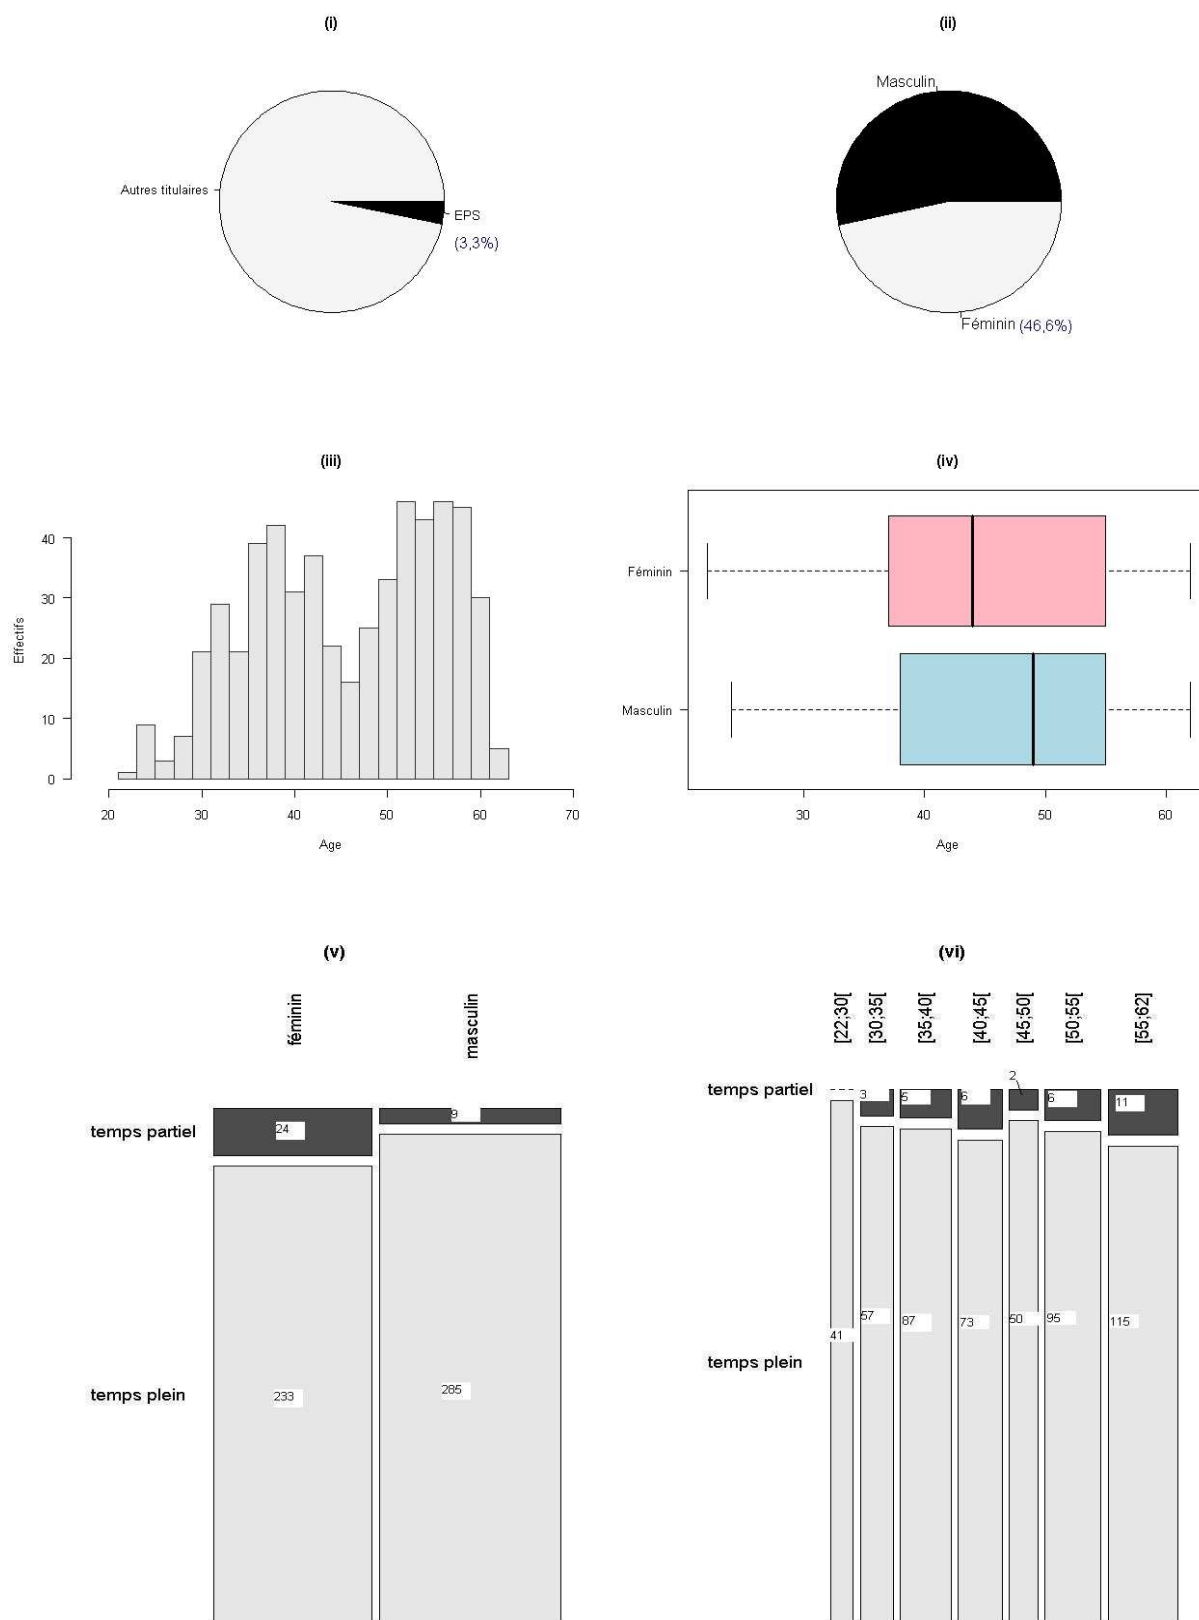 (i)
Autres titulaires
EPS
(3,3%)
(ii)
Masculin
Féminin (46,6%)
(iii)
Effectifs
40
30
20
10
0
20 30 40 50 60 70
Age
(iv)
Féminin
Masculin
30 40 50 60
Age
(v)
féminin
masculin
temps partiel
24
9
temps plein
233
285
(vi)
[22;30[
[30;35[
[35;40[
[40;45[
[45;50[
[50;55[
[55;62]
temps partiel
3
5
6
2
6
11
temps plein
41
57
87
73
50
95
115